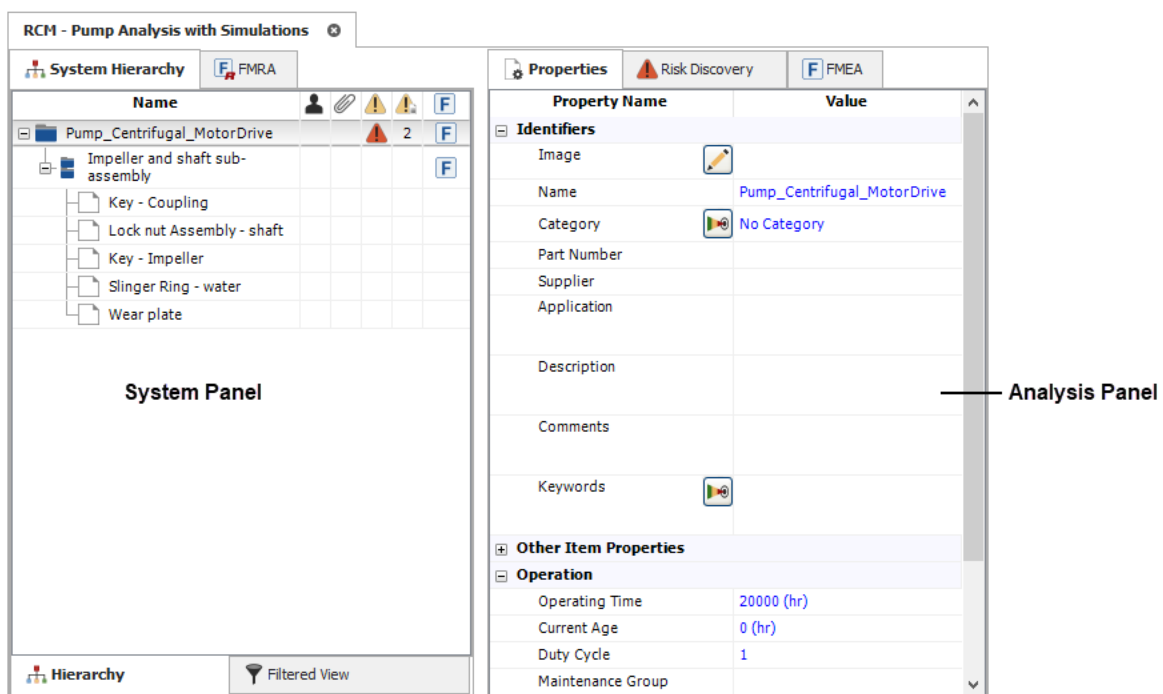 RCM - Pump Analysis with Simulations
System Hierarchy
FMRA
Name
F
Pump_Centrifugal_MotorDrive
2
F
Impeller and shaft sub-
assembly
F
Key - Coupling
Lock nut Assembly - shaft
Key - Impeller
Slinger Ring - water
Wear plate
System Panel
Hierarchy
Filtered View
Properties
Risk Discovery
F FMEA
Property Name Value
Identifiers
Image
Name Pump_Centrifugal_MotorDrive
Category No Category
Part Number
Supplier
Application
Description
Comments
Keywords
Other Item Properties
Operation
Operating Time 20000 (hr)
Current Age 0 (hr)
Duty Cycle 1
Maintenance Group
Analysis Panel